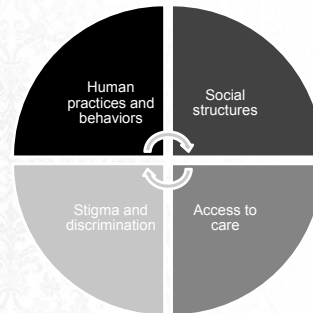 Human
practices and
behaviors
Social
structures
Stigma and
discrimination
Access to
care